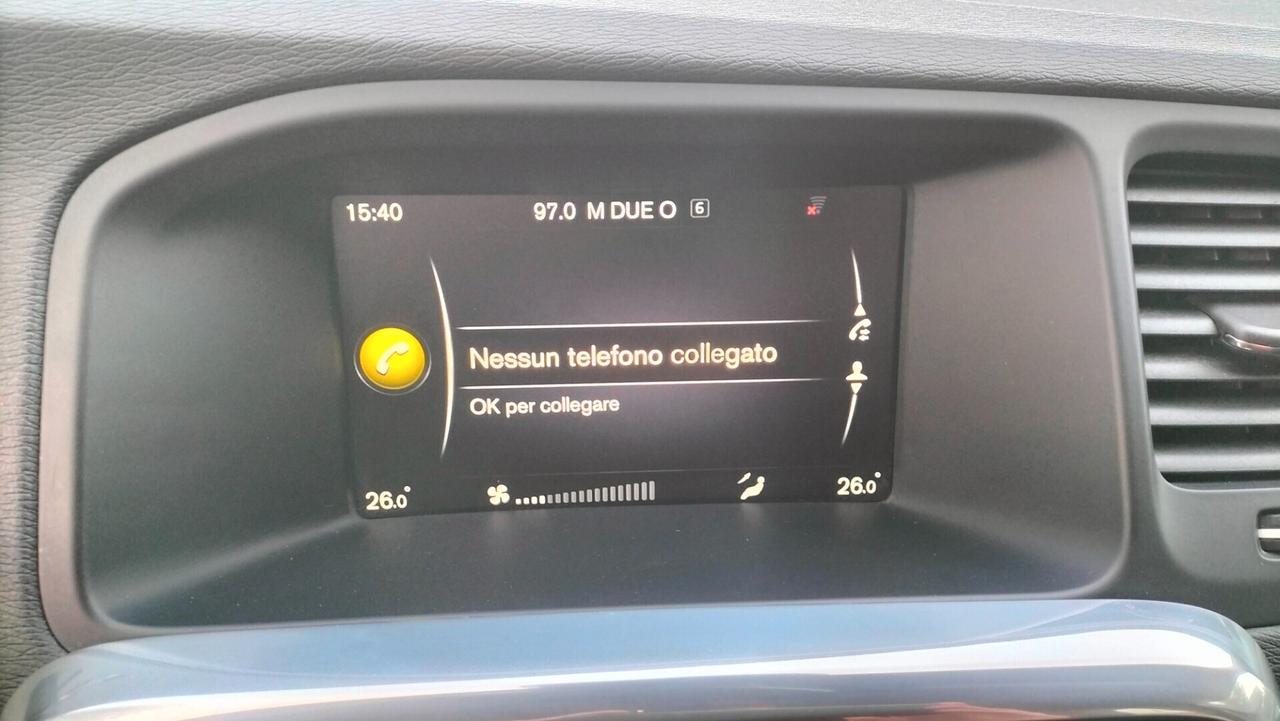 15:40 97.0 M DUE O 6
Nessun telefono collegato
OK per collegare
26.0° 26.0°